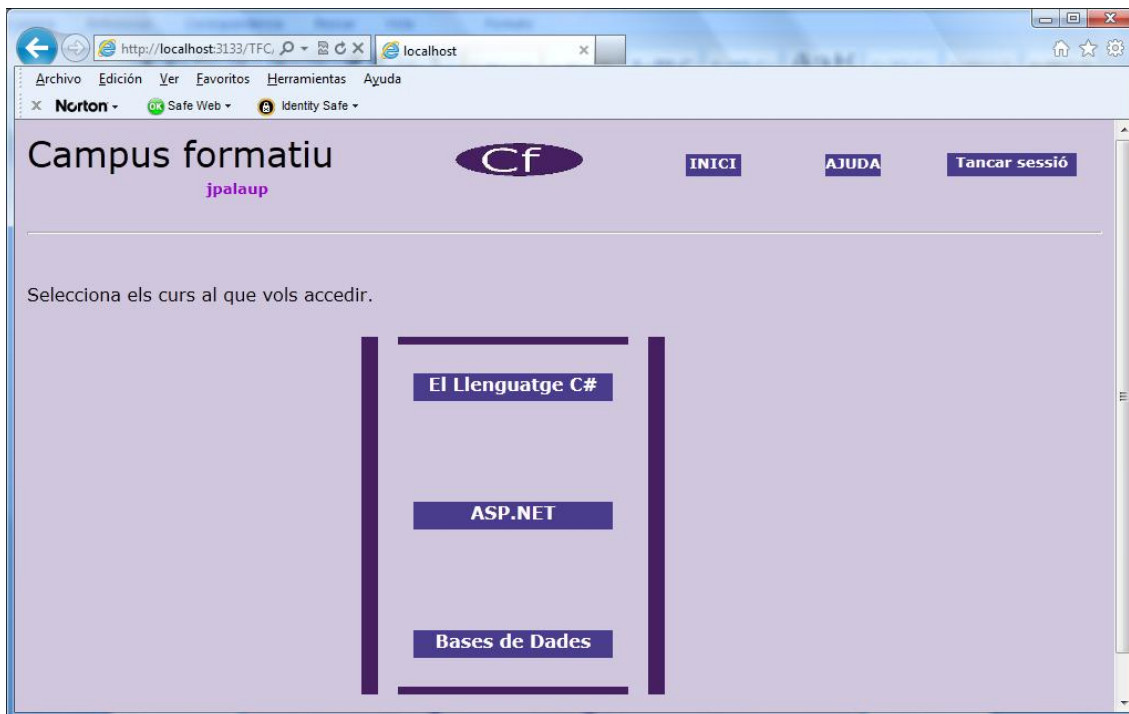 http://localhost:3133/TFC,
localhost
Archivo Edición Ver Favoritos Herramientas Ayuda
x Norton OK Safe Web Identity Safe
Campus formatiu
Cf
INICI
AJUDA
Tancar sessió
jpalaup
Selecciona els curs al que vols accedir.
El Llenguatge C#
ASP.NET
Bases de Dades